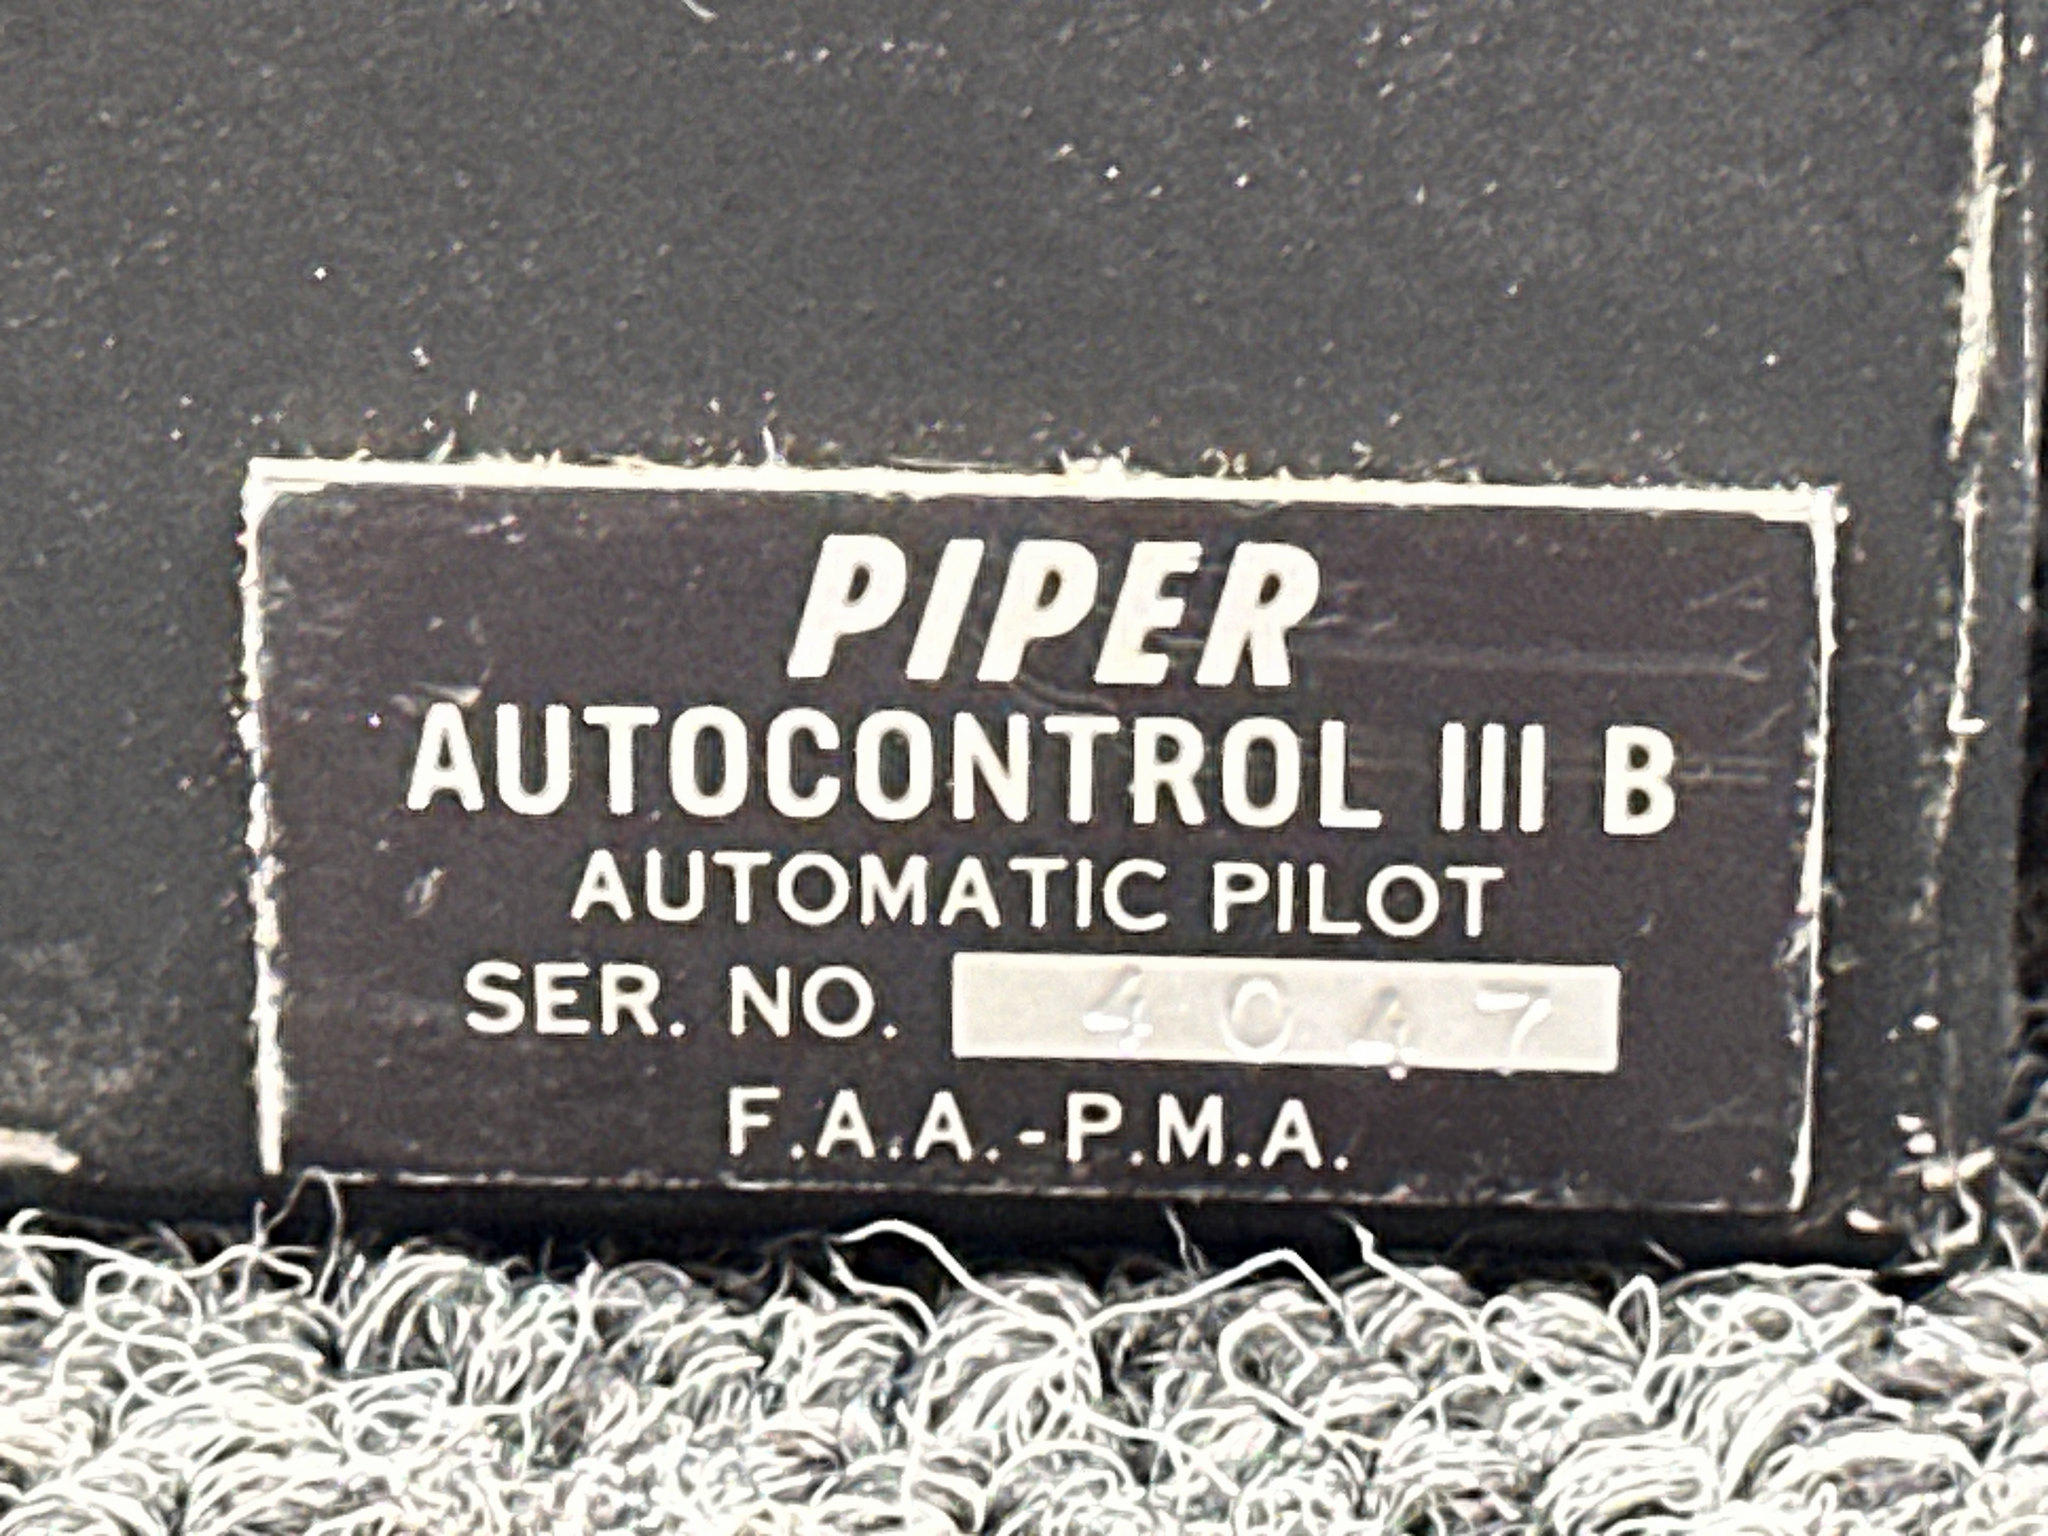 PIPER
AUTOCONTROL III B
AUTOMATIC PILOT
SER. NO. 4047
F.A.A.-P.M.A.